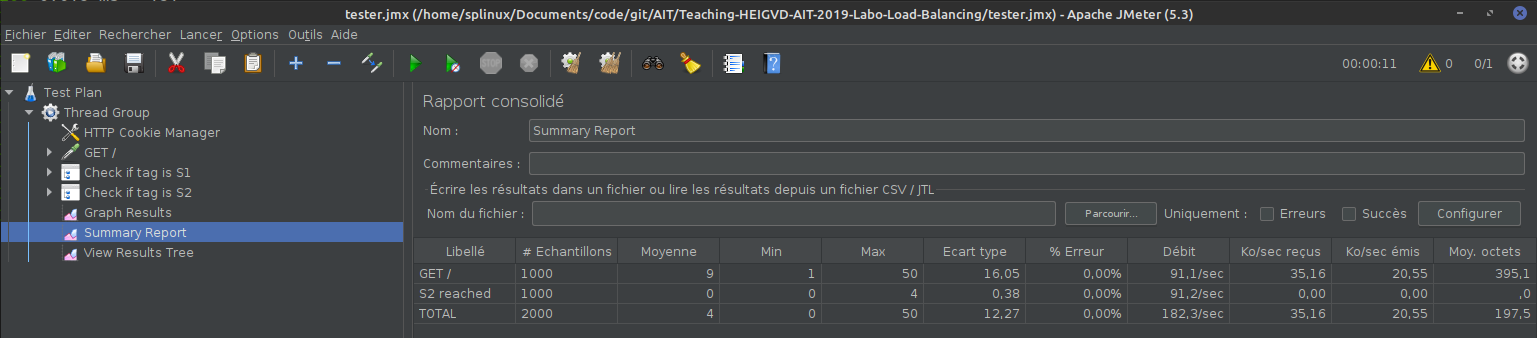 tester.jmx (/home/splinux/Documents/code/git/AIT/Teaching-HEIGVD-AIT-2019-Labo-Load-Balancing/tester.jmx) - Apache JMeter (5.3)
Fichier Editer Rechercher Lancer Options Outils Aide
00:00:11 0 0/1
Test Plan
Thread Group
HTTP Cookie Manager
GET /
Check if tag is S1
Check if tag is S2
Graph Results
Summary Report
View Results Tree
Rapport consolidé
Nom : Summary Report
Commentaires :
Écrire les résultats dans un fichier ou lire les résultats depuis un fichier CSV / JTL
Nom du fichier : Parcourir... Uniquement : Erreurs Succès Configurer
Libellé # Echantillons Moyenne Min Max Ecart type % Erreur Débit Ko/sec reçus Ko/sec émis Moy. octets
GET / 1000 9 1 50 16,05 0,00% 91,1/sec 35,16 20,55 395,1
S2 reached 1000 0 0 4 0,38 0,00% 91,2/sec 0,00 0,00 ,0
TOTAL 2000 4 0 50 12,27 0,00% 182,3/sec 35,16 20,55 197,5